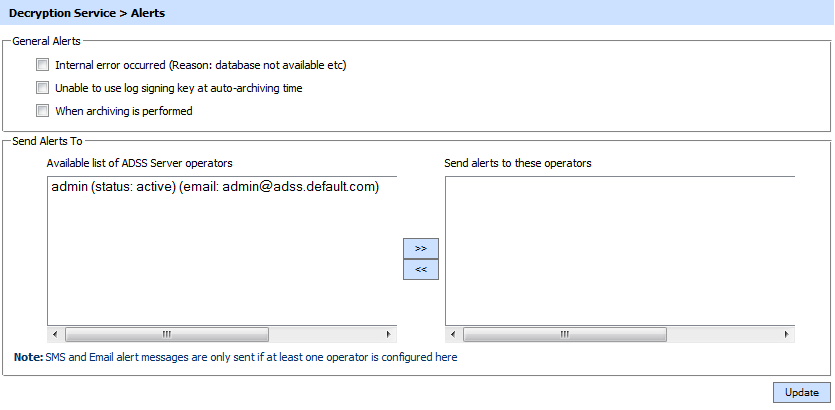 Decryption Service > Alerts
General Alerts
Internal error occurred (Reason: database not available etc)
Unable to use log signing key at auto-archiving time
When archiving is performed
Send Alerts To
Available list of ADSS Server operators
Send alerts to these operators
admin (status: active) (email: admin@adss.default.com)
>>
<<
Note: SMS and Email alert messages are only sent if at least one operator is configured here
Update